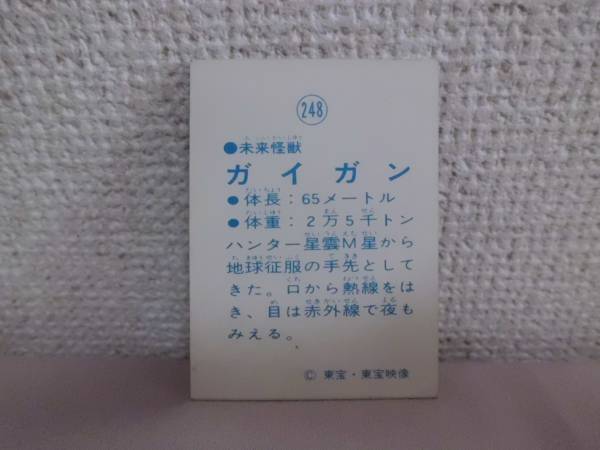 248
●未来怪獣
ガイガン
●体長：65メートル
●体重：2万5千トン
ハンター星雲M星から
地球征服の手先として
きた。口から熱線をは
き、目は赤外線で夜も
みえる。
© 東宝・東宝映像